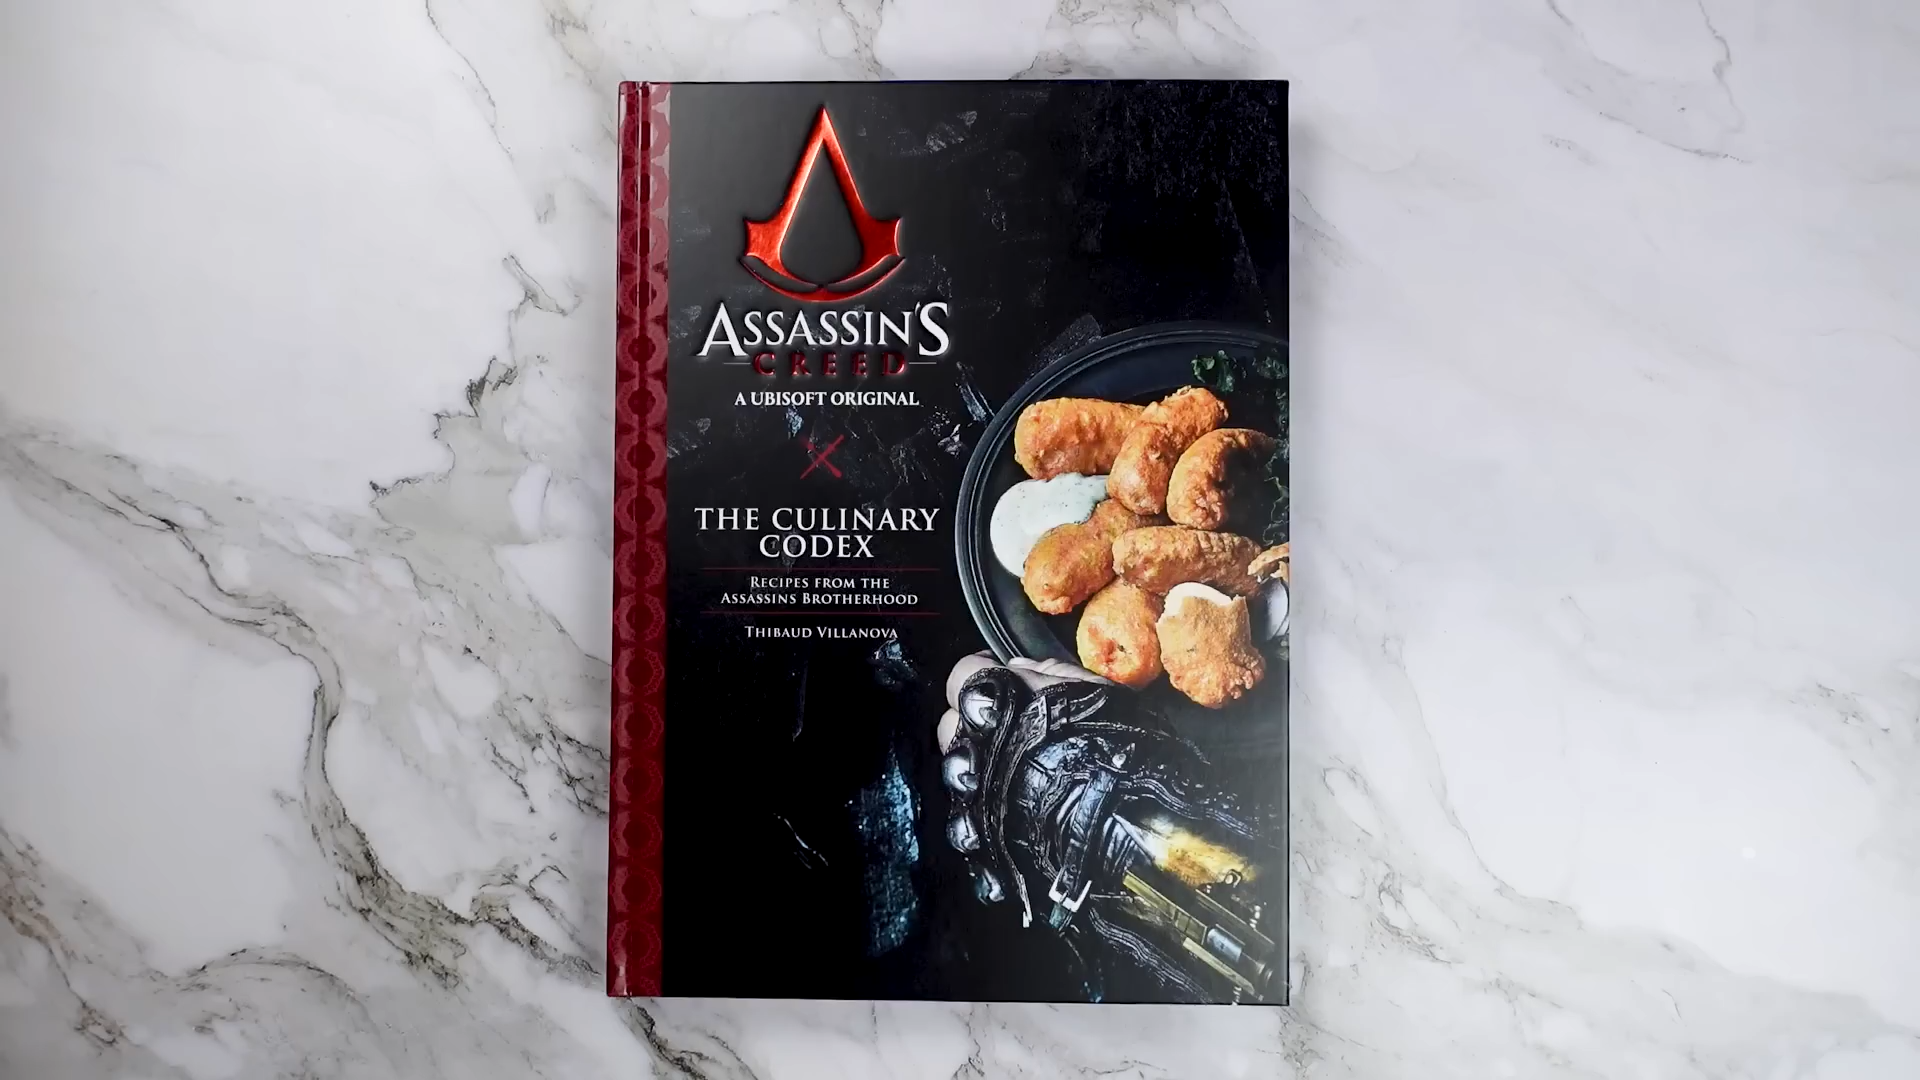 ASSASSIN'S
CREED
A UBISOFT ORIGINAL
THE CULINARY
CODEX
RECIPES FROM THE
ASSASSINS BROTHERHOOD
THIBAUD VILLANOVA